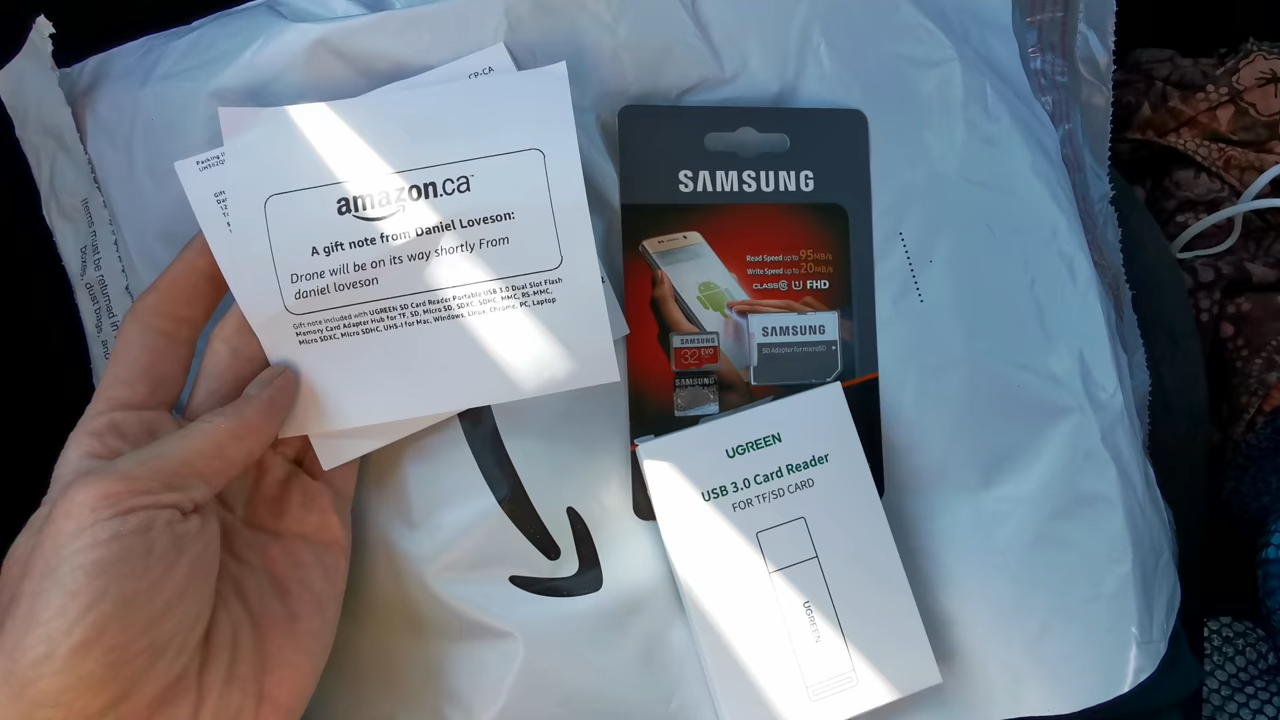 CP-CA
Packing
amazon.ca
A gift note from Daniel Loveson:
Drone will be on its way shortly From
daniel loveson
Gift note included with UGREEN SD Card Reader Portable USB 3.0 Dual Slot Flash
Memory Card Adapter Hub for TF, SD, Micro SD, SDXC, SDHC, MMC, RS-MMC,
Micro SDXC, Micro SDHC, UHS-I for Mac, Windows, Linux, Chrome, PC, Laptop
items must be returned in
boxes, dust bags, and
SAMSUNG
Read Speed up to 95MB/s
Write Speed up to 20MB/s
CLASS10 U1 FHD
SAMSUNG
32 EVO
SAMSUNG
SD Adapter for microSD
SAMSUNG
UGREEN
USB 3.0 Card Reader
FOR TF/SD CARD
UGREEN